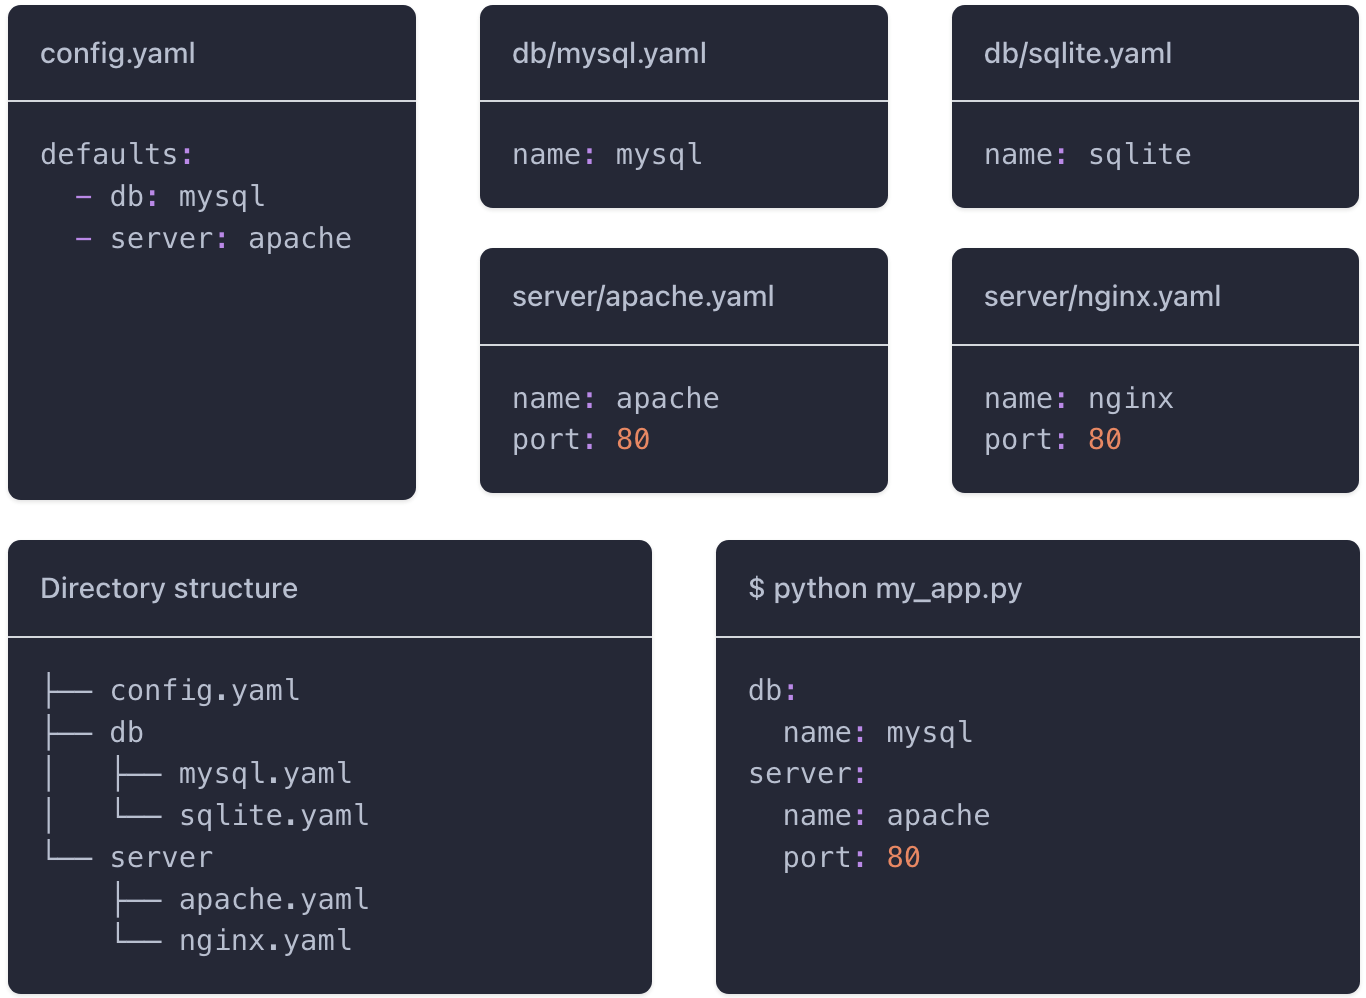 config.yaml
defaults:
  - db: mysql
  - server: apache
db/mysql.yaml
name: mysql
db/sqlite.yaml
name: sqlite
server/apache.yaml
name: apache
port: 80
server/nginx.yaml
name: nginx
port: 80
Directory structure
├── config.yaml
├── db
│   ├── mysql.yaml
│   └── sqlite.yaml
└── server
    ├── apache.yaml
    └── nginx.yaml
$ python my_app.py
db:
  name: mysql
server:
  name: apache
  port: 80